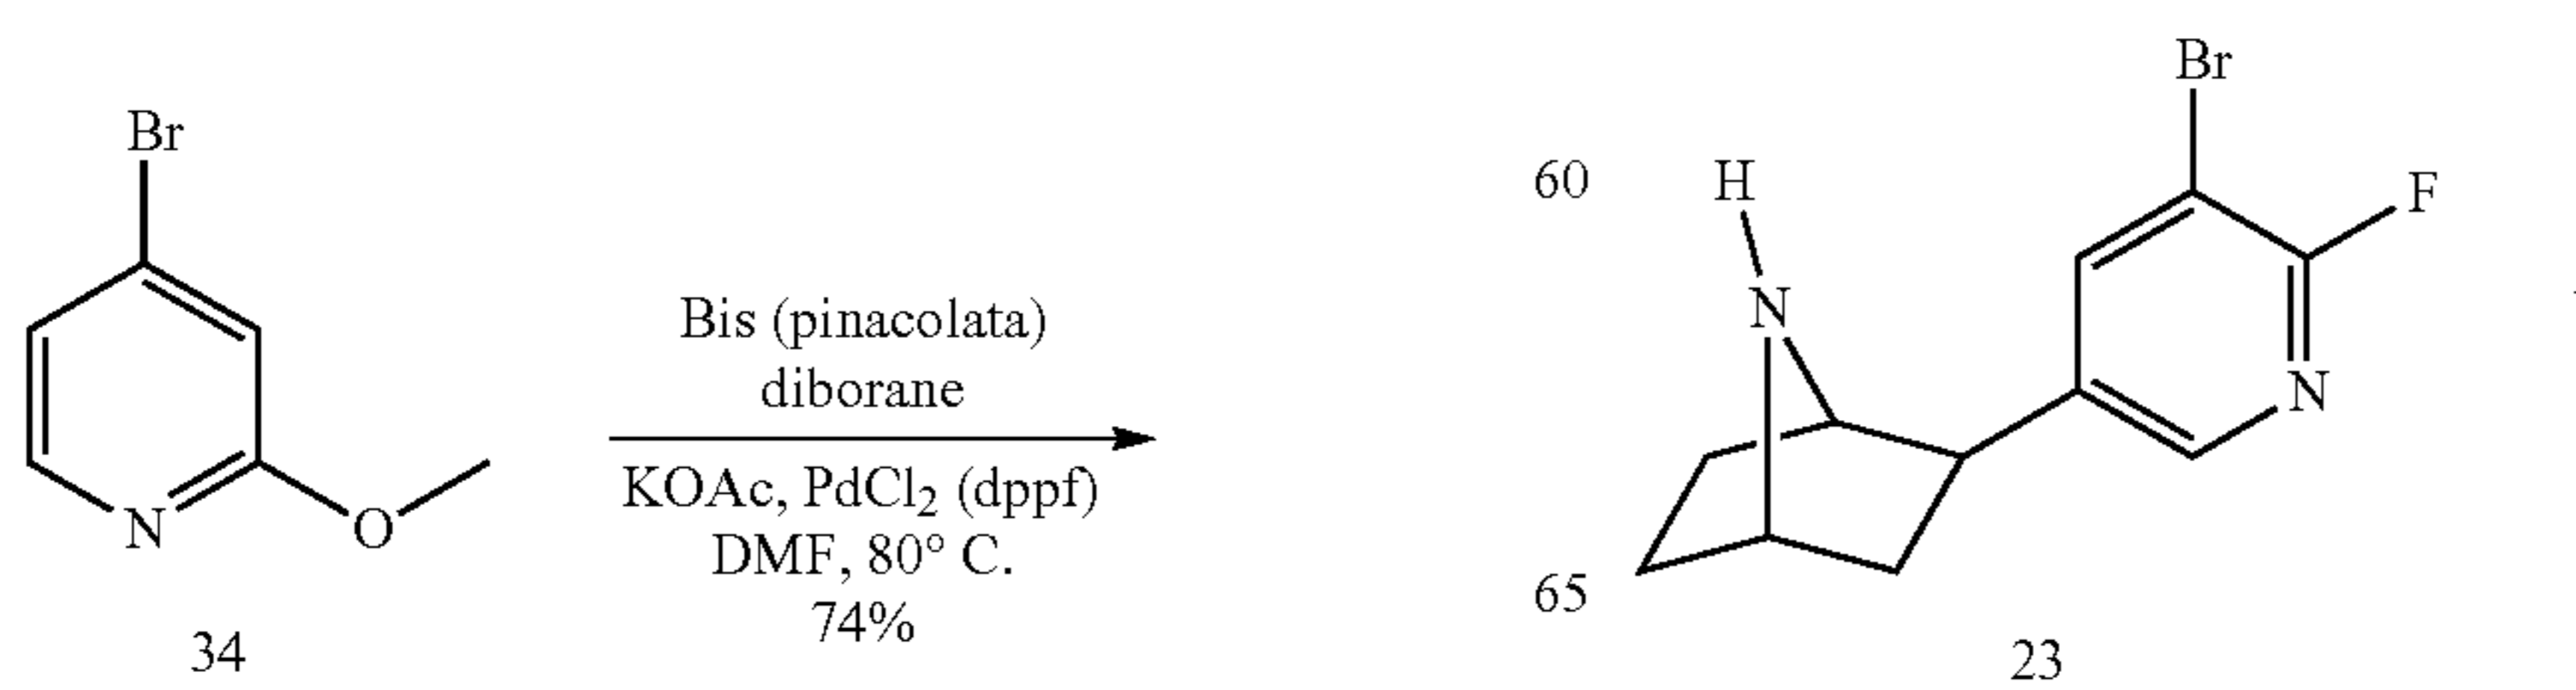 Br
N
O
34
Bis (pinacolata)
diborane
KOAc, PdCl2 (dppf)
DMF, 80° C.
74%
60
65
H
N
Br
F
N
23